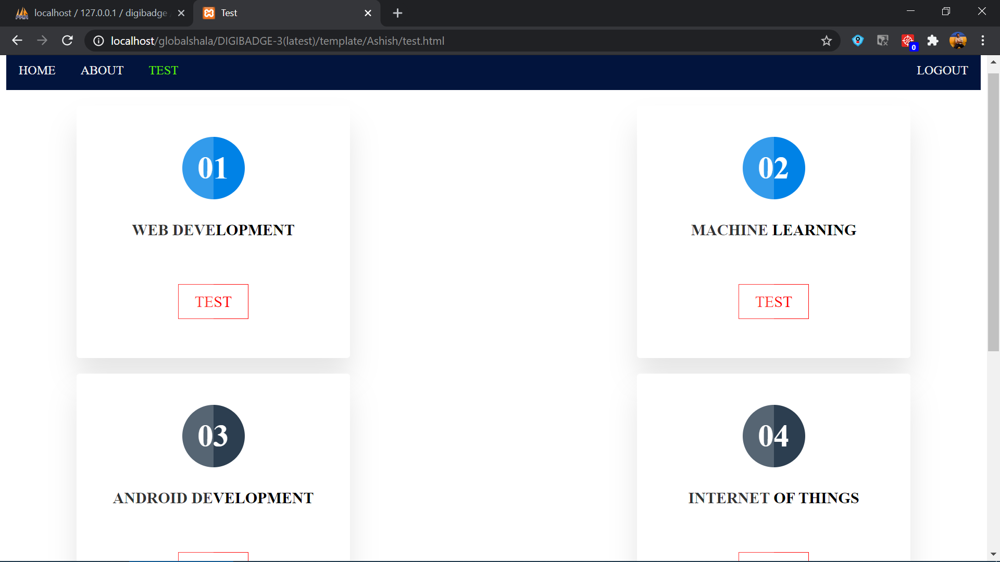 localhost / 127.0.0.1 / digibadge
Test
localhost/globalshala/DIGIBADGE-3(latest)/template/Ashish/test.html
0
HOME ABOUT TEST LOGOUT
01
WEB DEVELOPMENT
TEST
02
MACHINE LEARNING
TEST
03
ANDROID DEVELOPMENT
04
INTERNET OF THINGS